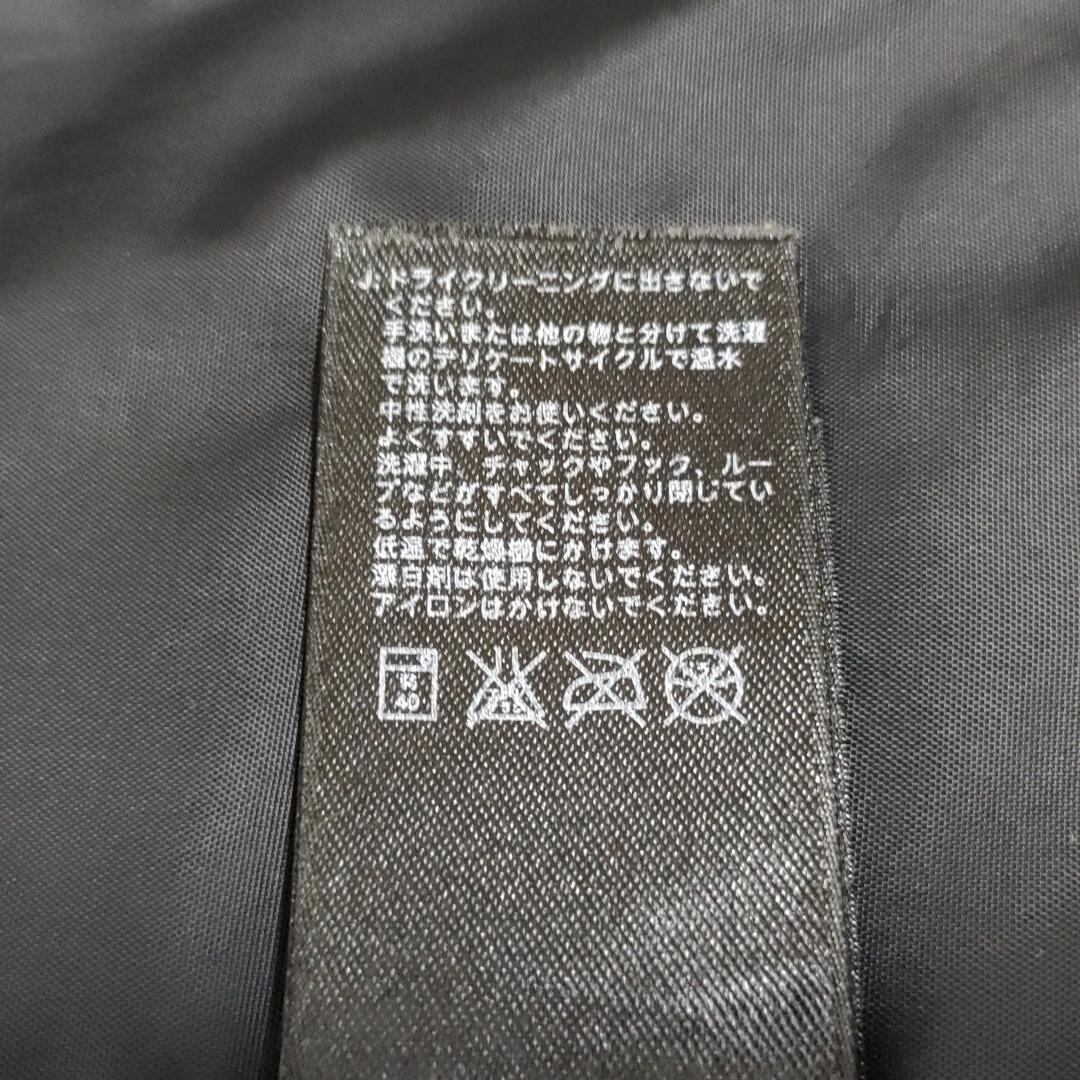 J. ドライクリーニングに出さないで
ください。
手洗いまたは他の物と分けて洗濯
機のデリケートサイクルで温水
で洗います。
中性洗剤をお使いください。
よくすすいでください。
洗濯中、チャックやフック、ルー
プなどがすべてしっかり閉じてい
るようにしてください。
低温で乾燥機にかけます。
漂白剤は使用しないでください。
アイロンはかけないでください。
40